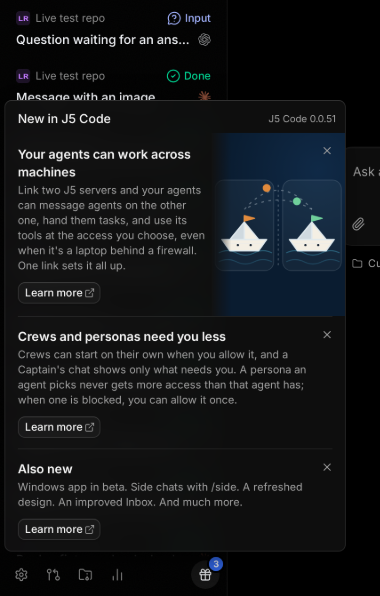 LR Live test repo Input
Question waiting for an ans...
LR Live test repo Done
Message with an image
New in J5 Code
J5 Code 0.0.51
Your agents can work across
machines
Link two J5 servers and your agents
can message agents on the other
one, hand them tasks, and use its
tools at the access you choose, even
when it's a laptop behind a firewall.
One link sets it all up.
Learn more
Crews and personas need you less
Crews can start on their own when you allow it, and a
Captain's chat shows only what needs you. A persona an
agent picks never gets more access than that agent has;
when one is blocked, you can allow it once.
Learn more
Also new
Windows app in beta. Side chats with /side. A refreshed
design. An improved Inbox. And much more.
Learn more
Ask a
Cu
3